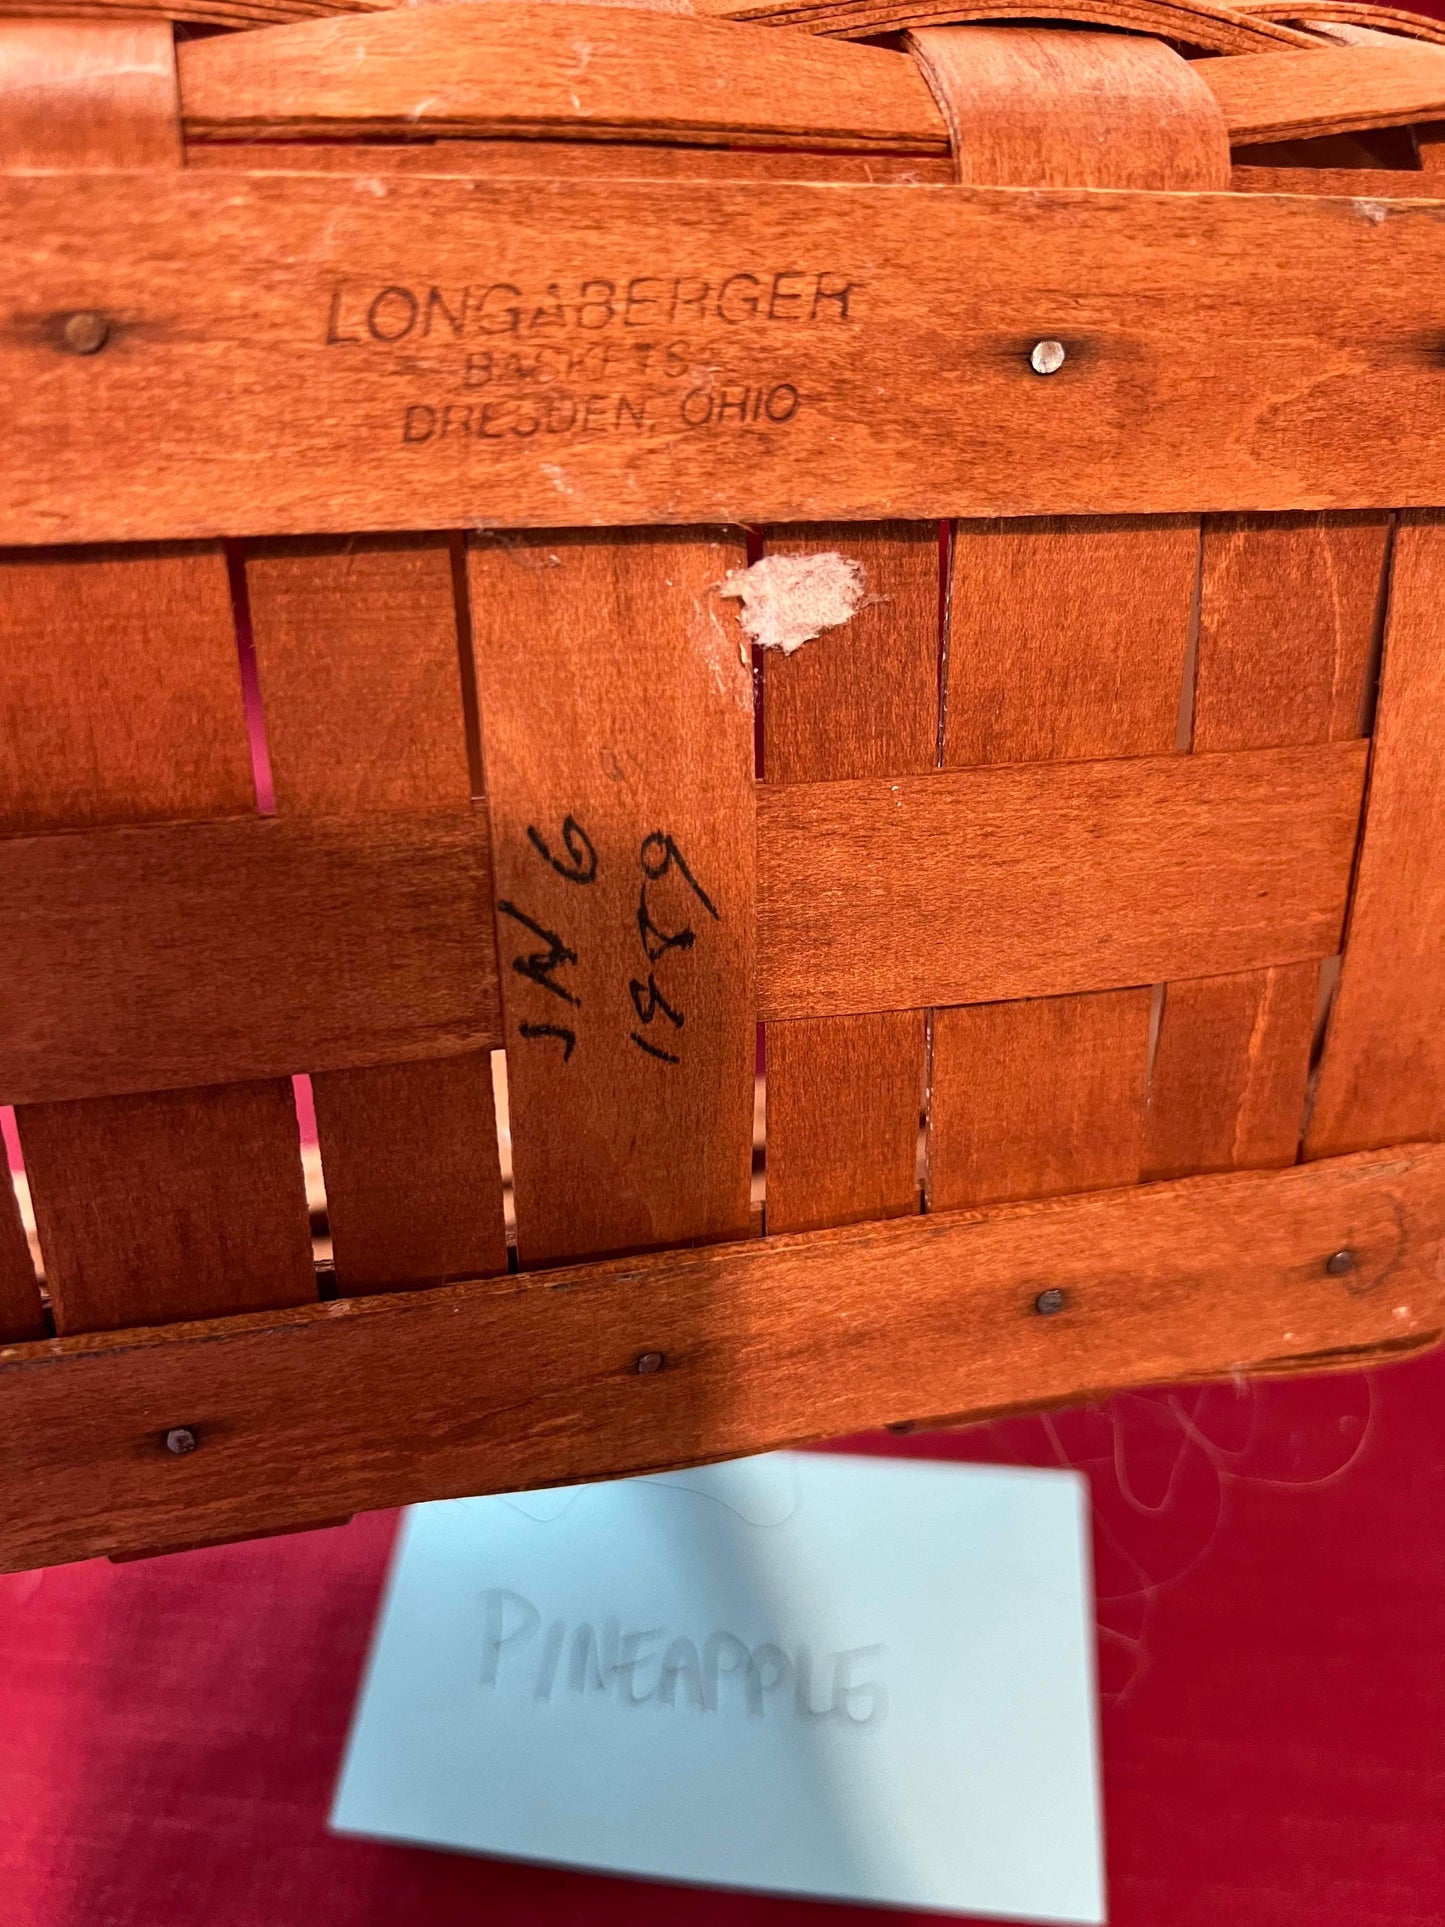 LONGABERGER
BASKETS
DRESDEN, OHIO
JNG
1989
PINEAPPLE